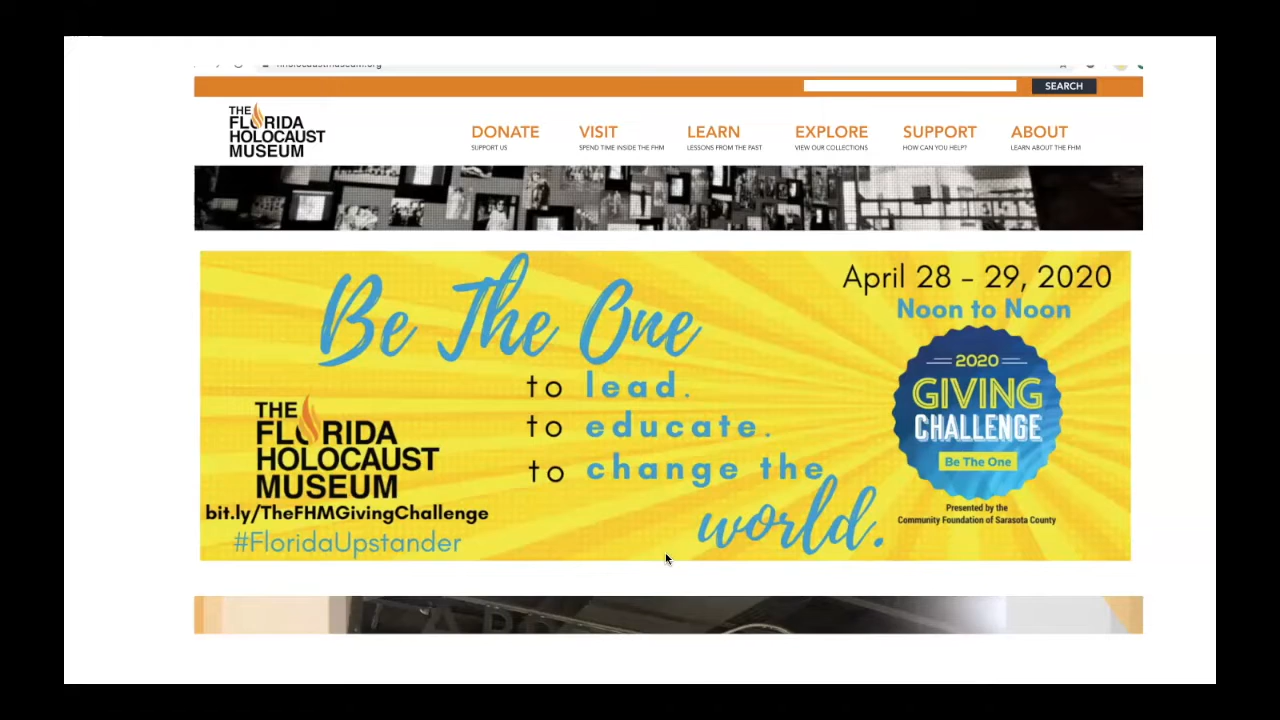 SEARCH
THE
FLORIDA
HOLOCAUST
MUSEUM
DONATE
SUPPORT US
VISIT
SPEND TIME INSIDE THE FHM
LEARN
LESSONS FROM THE PAST
EXPLORE
VIEW OUR COLLECTIONS
SUPPORT
HOW CAN YOU HELP?
ABOUT
LEARN ABOUT THE FHM
Be The One
to lead.
to educate.
to change the
world.
THE
FLORIDA
HOLOCAUST
MUSEUM
bit.ly/TheFHMGivingChallenge
#FloridaUpstander
April 28 - 29, 2020
Noon to Noon
2020
GIVING
CHALLENGE
Be The One
Presented by the
Community Foundation of Sarasota County